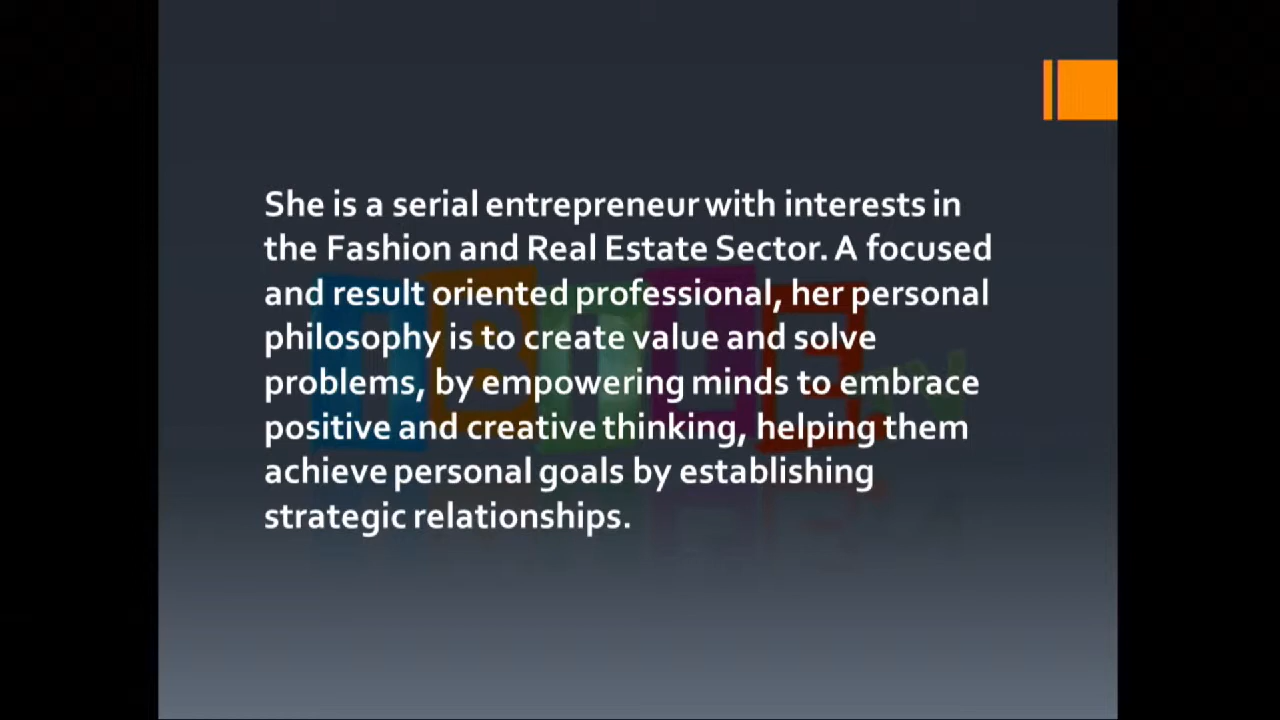 She is a serial entrepreneur with interests in
the Fashion and Real Estate Sector. A focused
and result oriented professional, her personal
philosophy is to create value and solve
problems, by empowering minds to embrace
positive and creative thinking, helping them
achieve personal goals by establishing
strategic relationships.